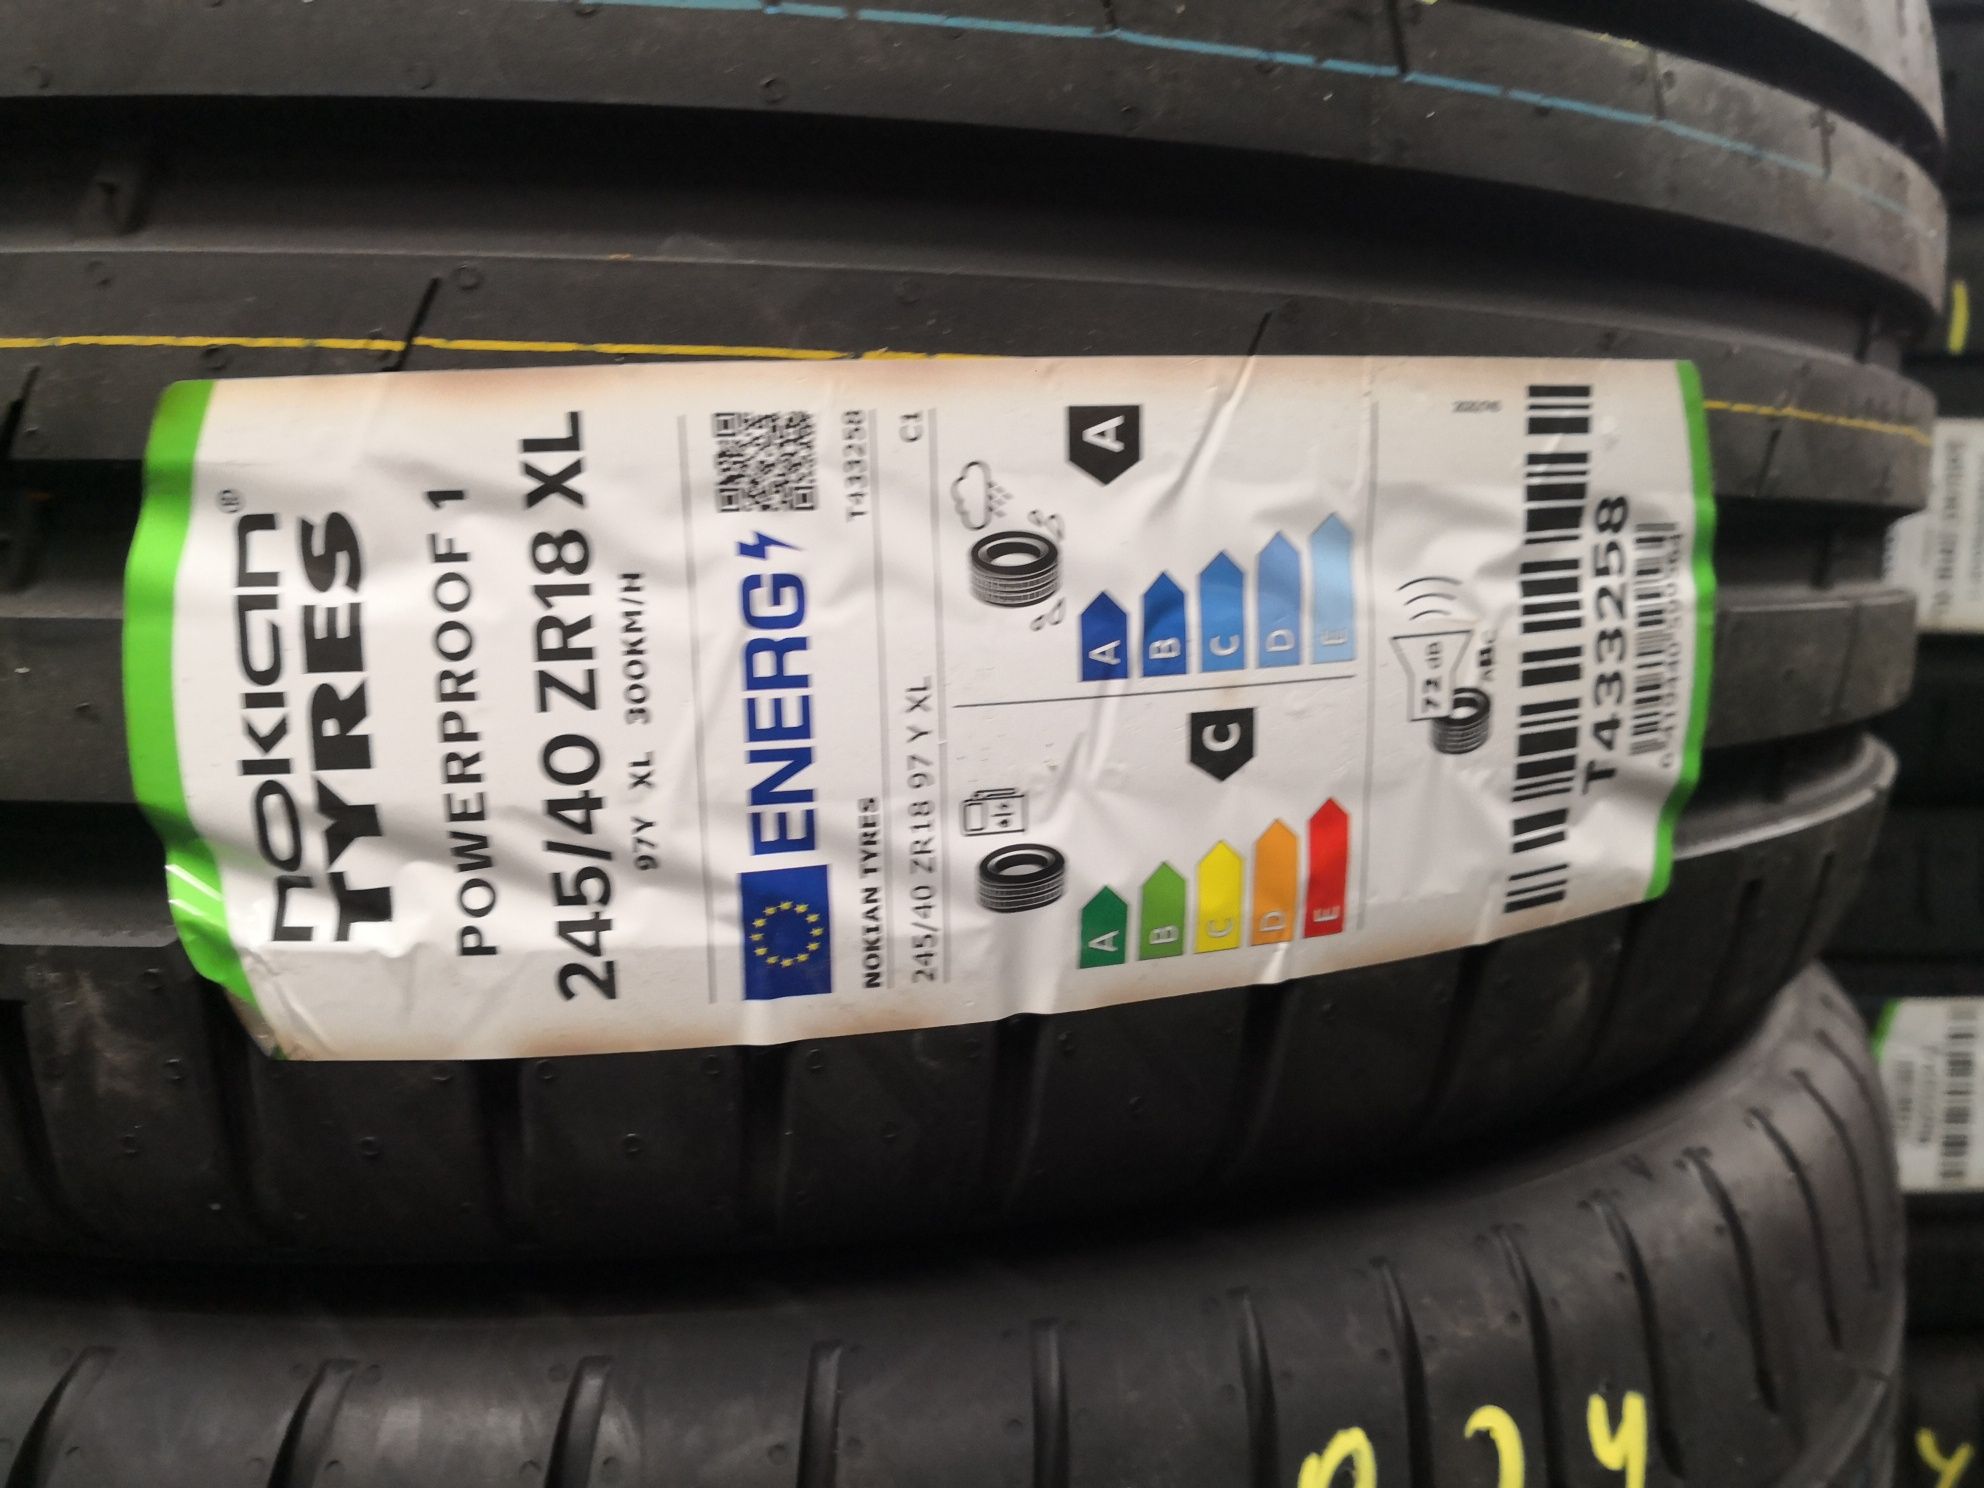 nokian®
TYRES
POWERPROOF 1
245/40 ZR18 XL
97Y XL 300KM/H
ENERG
NOKIAN TYRES
T433258
245/40 ZR18 97 Y XL
C1
A
B
C
D
E
C
A
B
C
D
E
A
72 dB
ABC
T433258